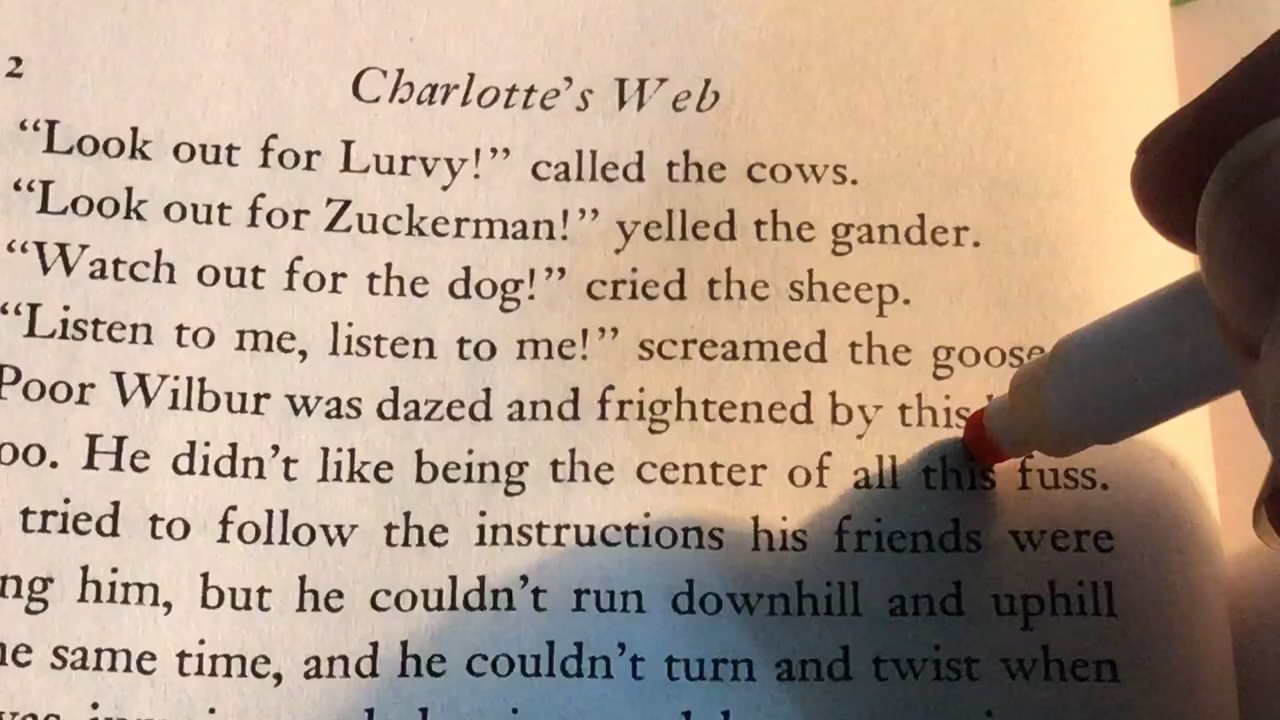 2
Charlotte's Web
“Look out for Lurvy!” called the cows.
“Look out for Zuckerman!” yelled the gander.
“Watch out for the dog!” cried the sheep.
“Listen to me, listen to me!” screamed the goose
Poor Wilbur was dazed and frightened by this
oo. He didn't like being the center of all this fuss.
tried to follow the instructions his friends were
ng him, but he couldn't run downhill and uphill
he same time, and he couldn't turn and twist when